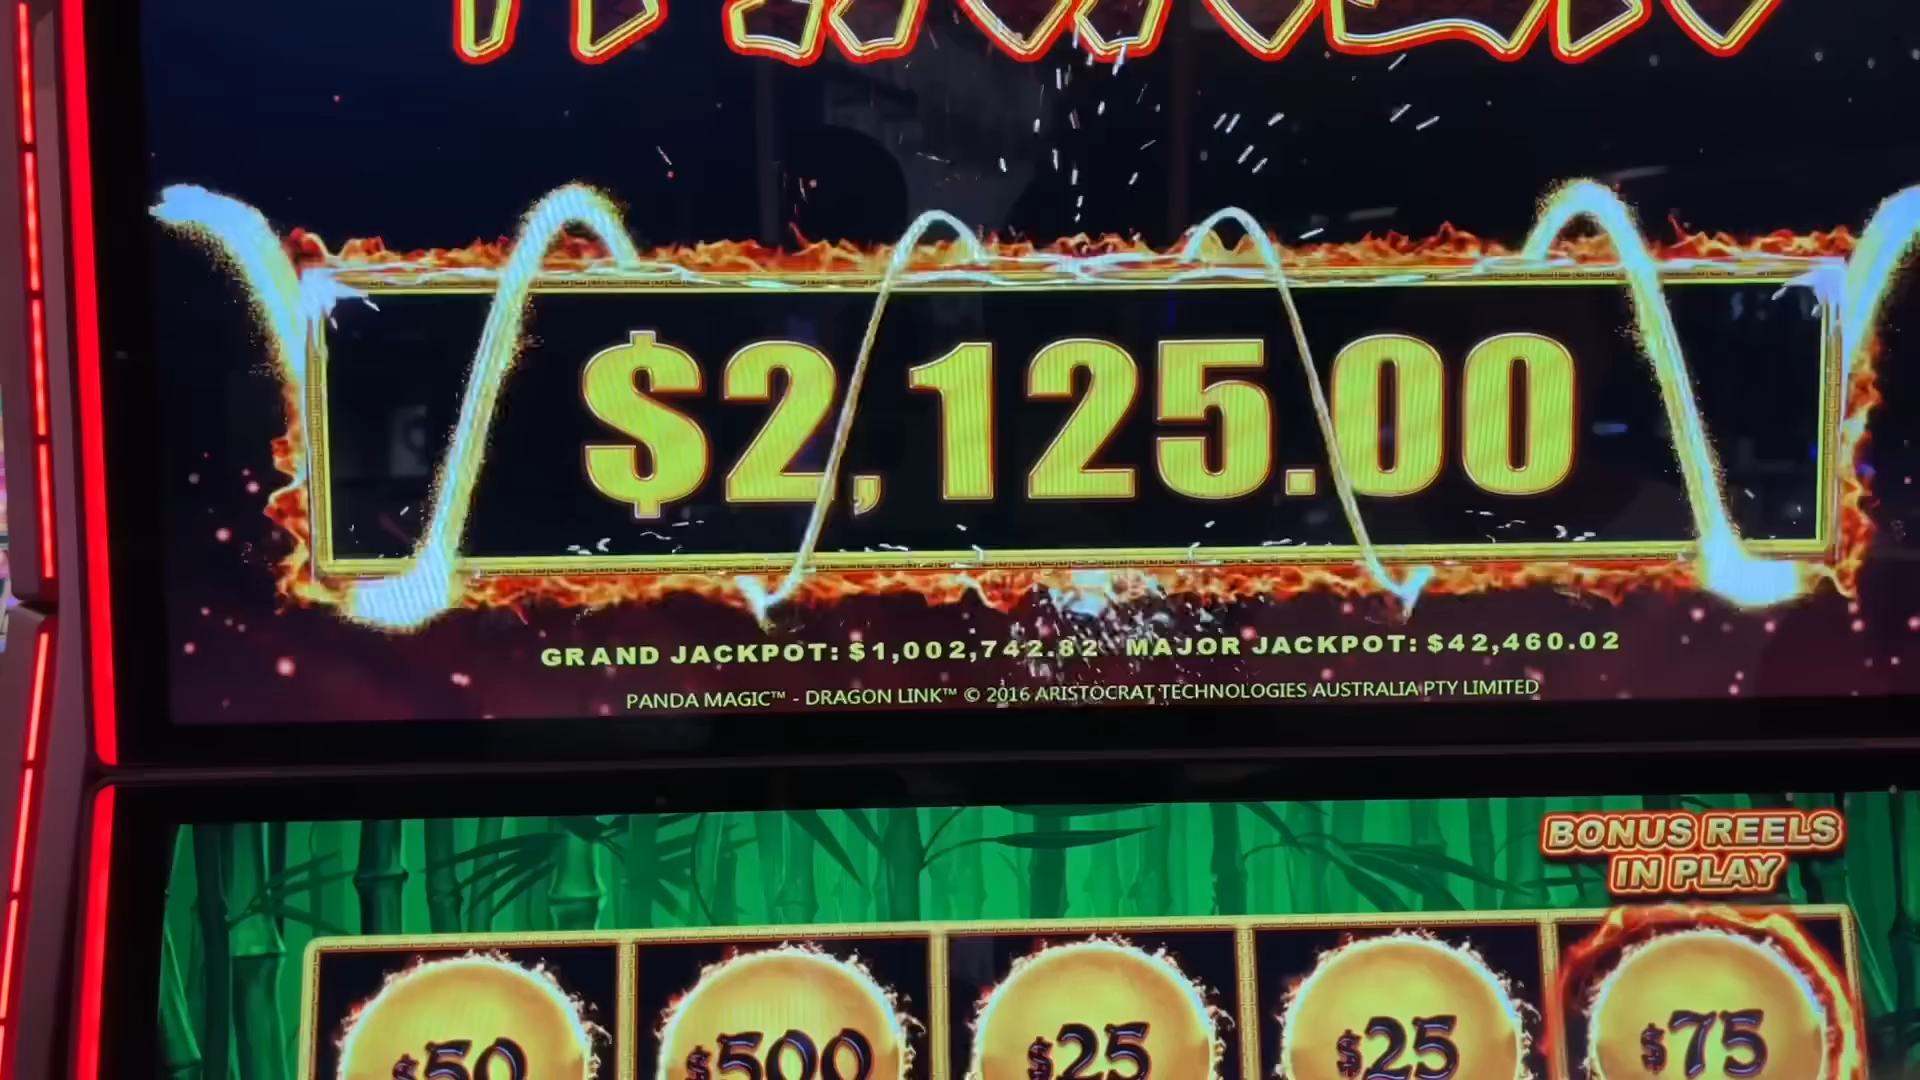 $2,125.00
GRAND JACKPOT: $1,002,742.82 MAJOR JACKPOT: $42,460.02
PANDA MAGIC™ - DRAGON LINK™ © 2016 ARISTOCRAT TECHNOLOGIES AUSTRALIA PTY LIMITED
BONUS REELS
IN PLAY
$50 $500 $25 $25 $75